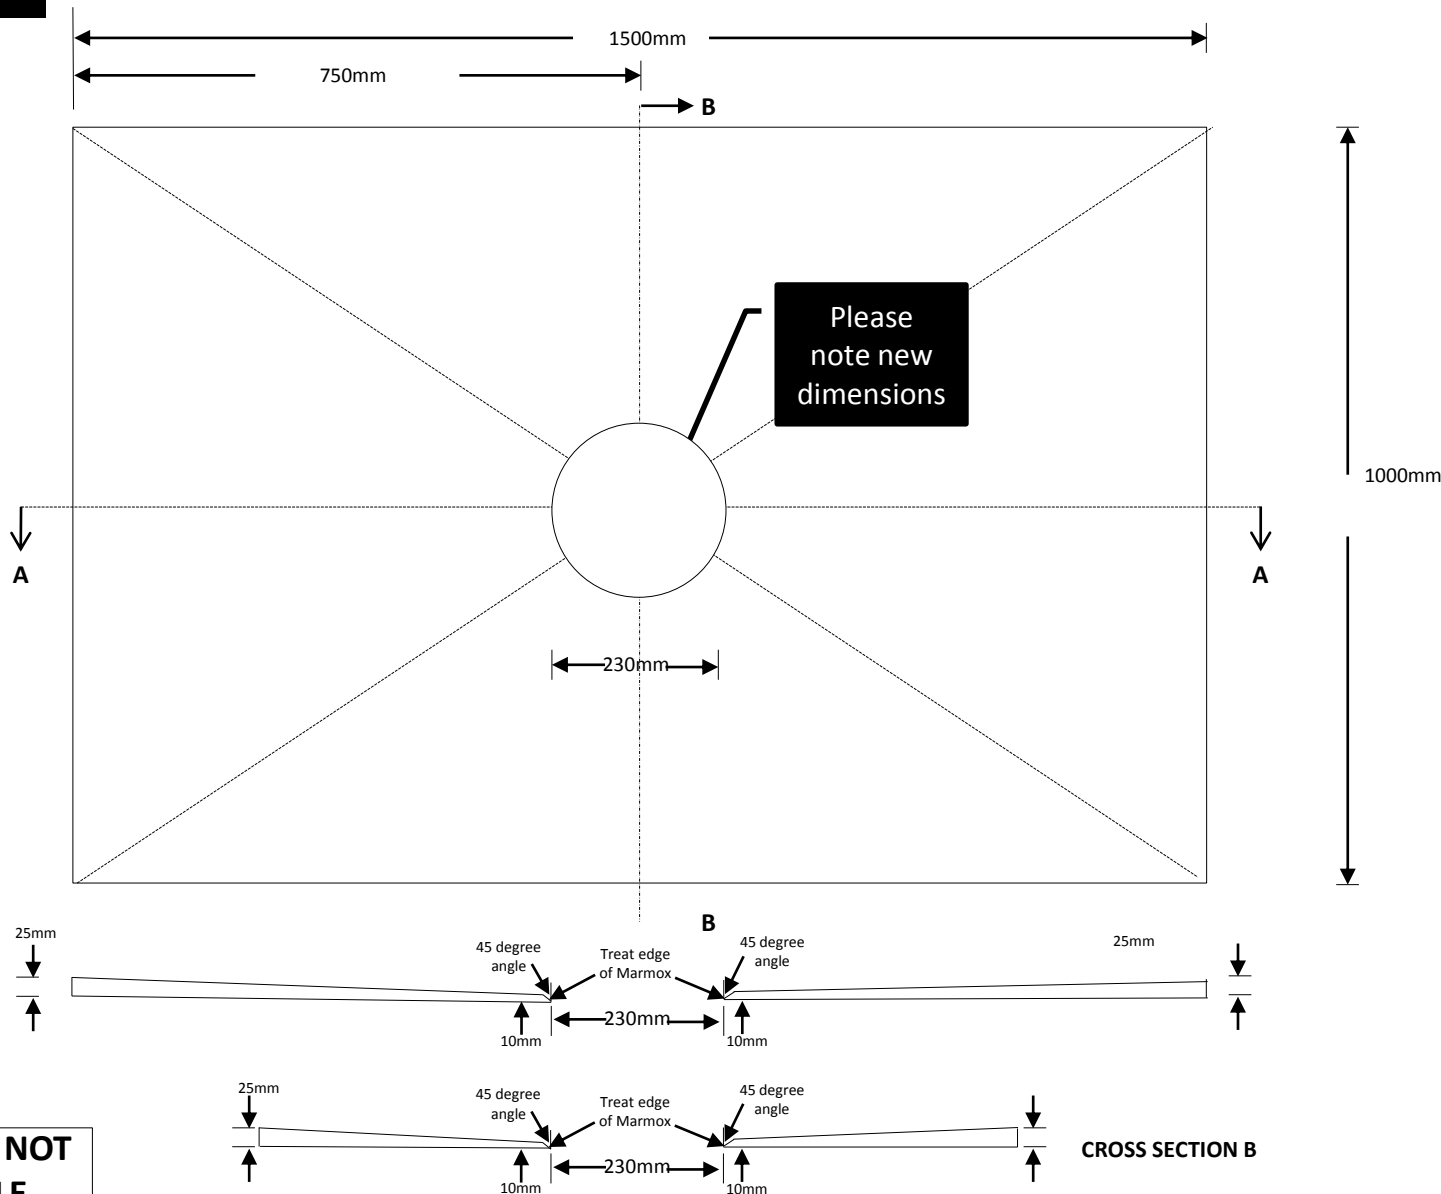 1500mm
750mm
B
Please
note new
dimensions
1000mm
A
A
230mm
B
25mm
45 degree
angle
Treat edge
of Marmox
45 degree
angle
25mm
230mm
10mm
10mm
25mm
45 degree
angle
Treat edge
of Marmox
45 degree
angle
CROSS SECTION B
NOT
230mm
10mm
10mm